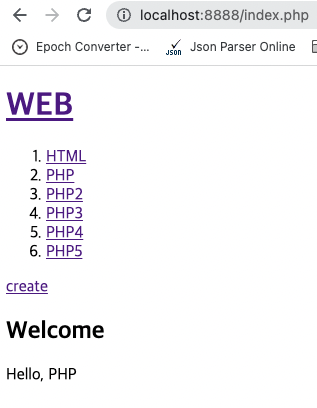 localhost:8888/index.php
Epoch Converter -... Json Parser Online
WEB
1. HTML
2. PHP
3. PHP2
4. PHP3
5. PHP4
6. PHP5
create
Welcome
Hello, PHP